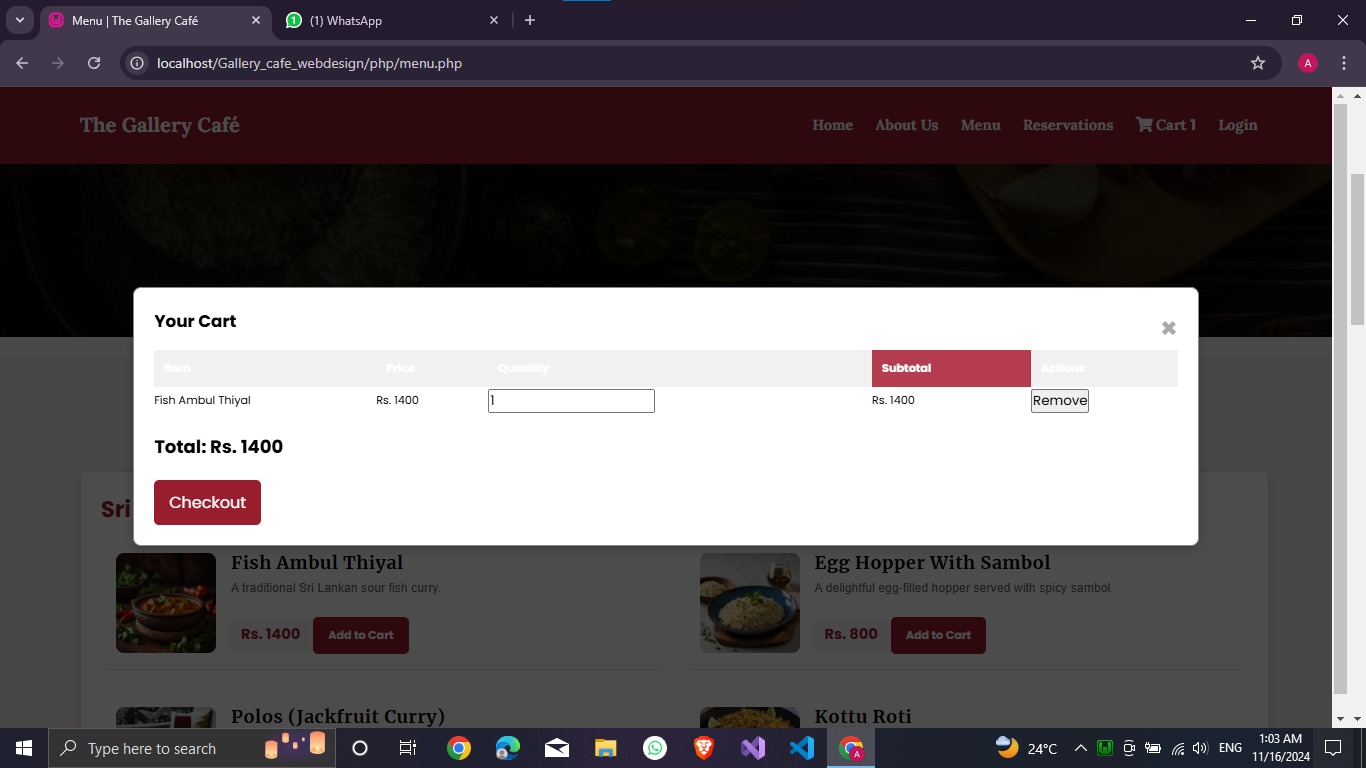 Menu | The Gallery Café
(1) WhatsApp
localhost/Gallery_cafe_webdesign/php/menu.php
A
The Gallery Café
Home About Us Menu Reservations Cart 1 Login
Your Cart
Item Price Quantity Subtotal Actions
Fish Ambul Thiyal Rs. 1400 1 Rs. 1400 Remove
Total: Rs. 1400
Checkout
Sri
Fish Ambul Thiyal
A traditional Sri Lankan sour fish curry.
Rs. 1400 Add to Cart
Egg Hopper With Sambol
A delightful egg-filled hopper served with spicy sambol.
Rs. 800 Add to Cart
Polos (Jackfruit Curry)
Kottu Roti
Type here to search
24°C
ENG
1:03 AM
11/16/2024